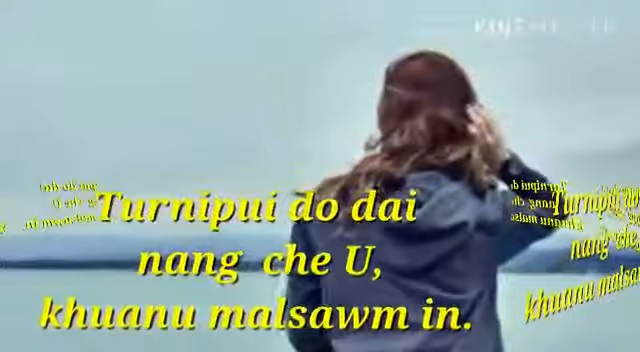 Turnipui do dai
nang che U,
khuanu malsawm in.